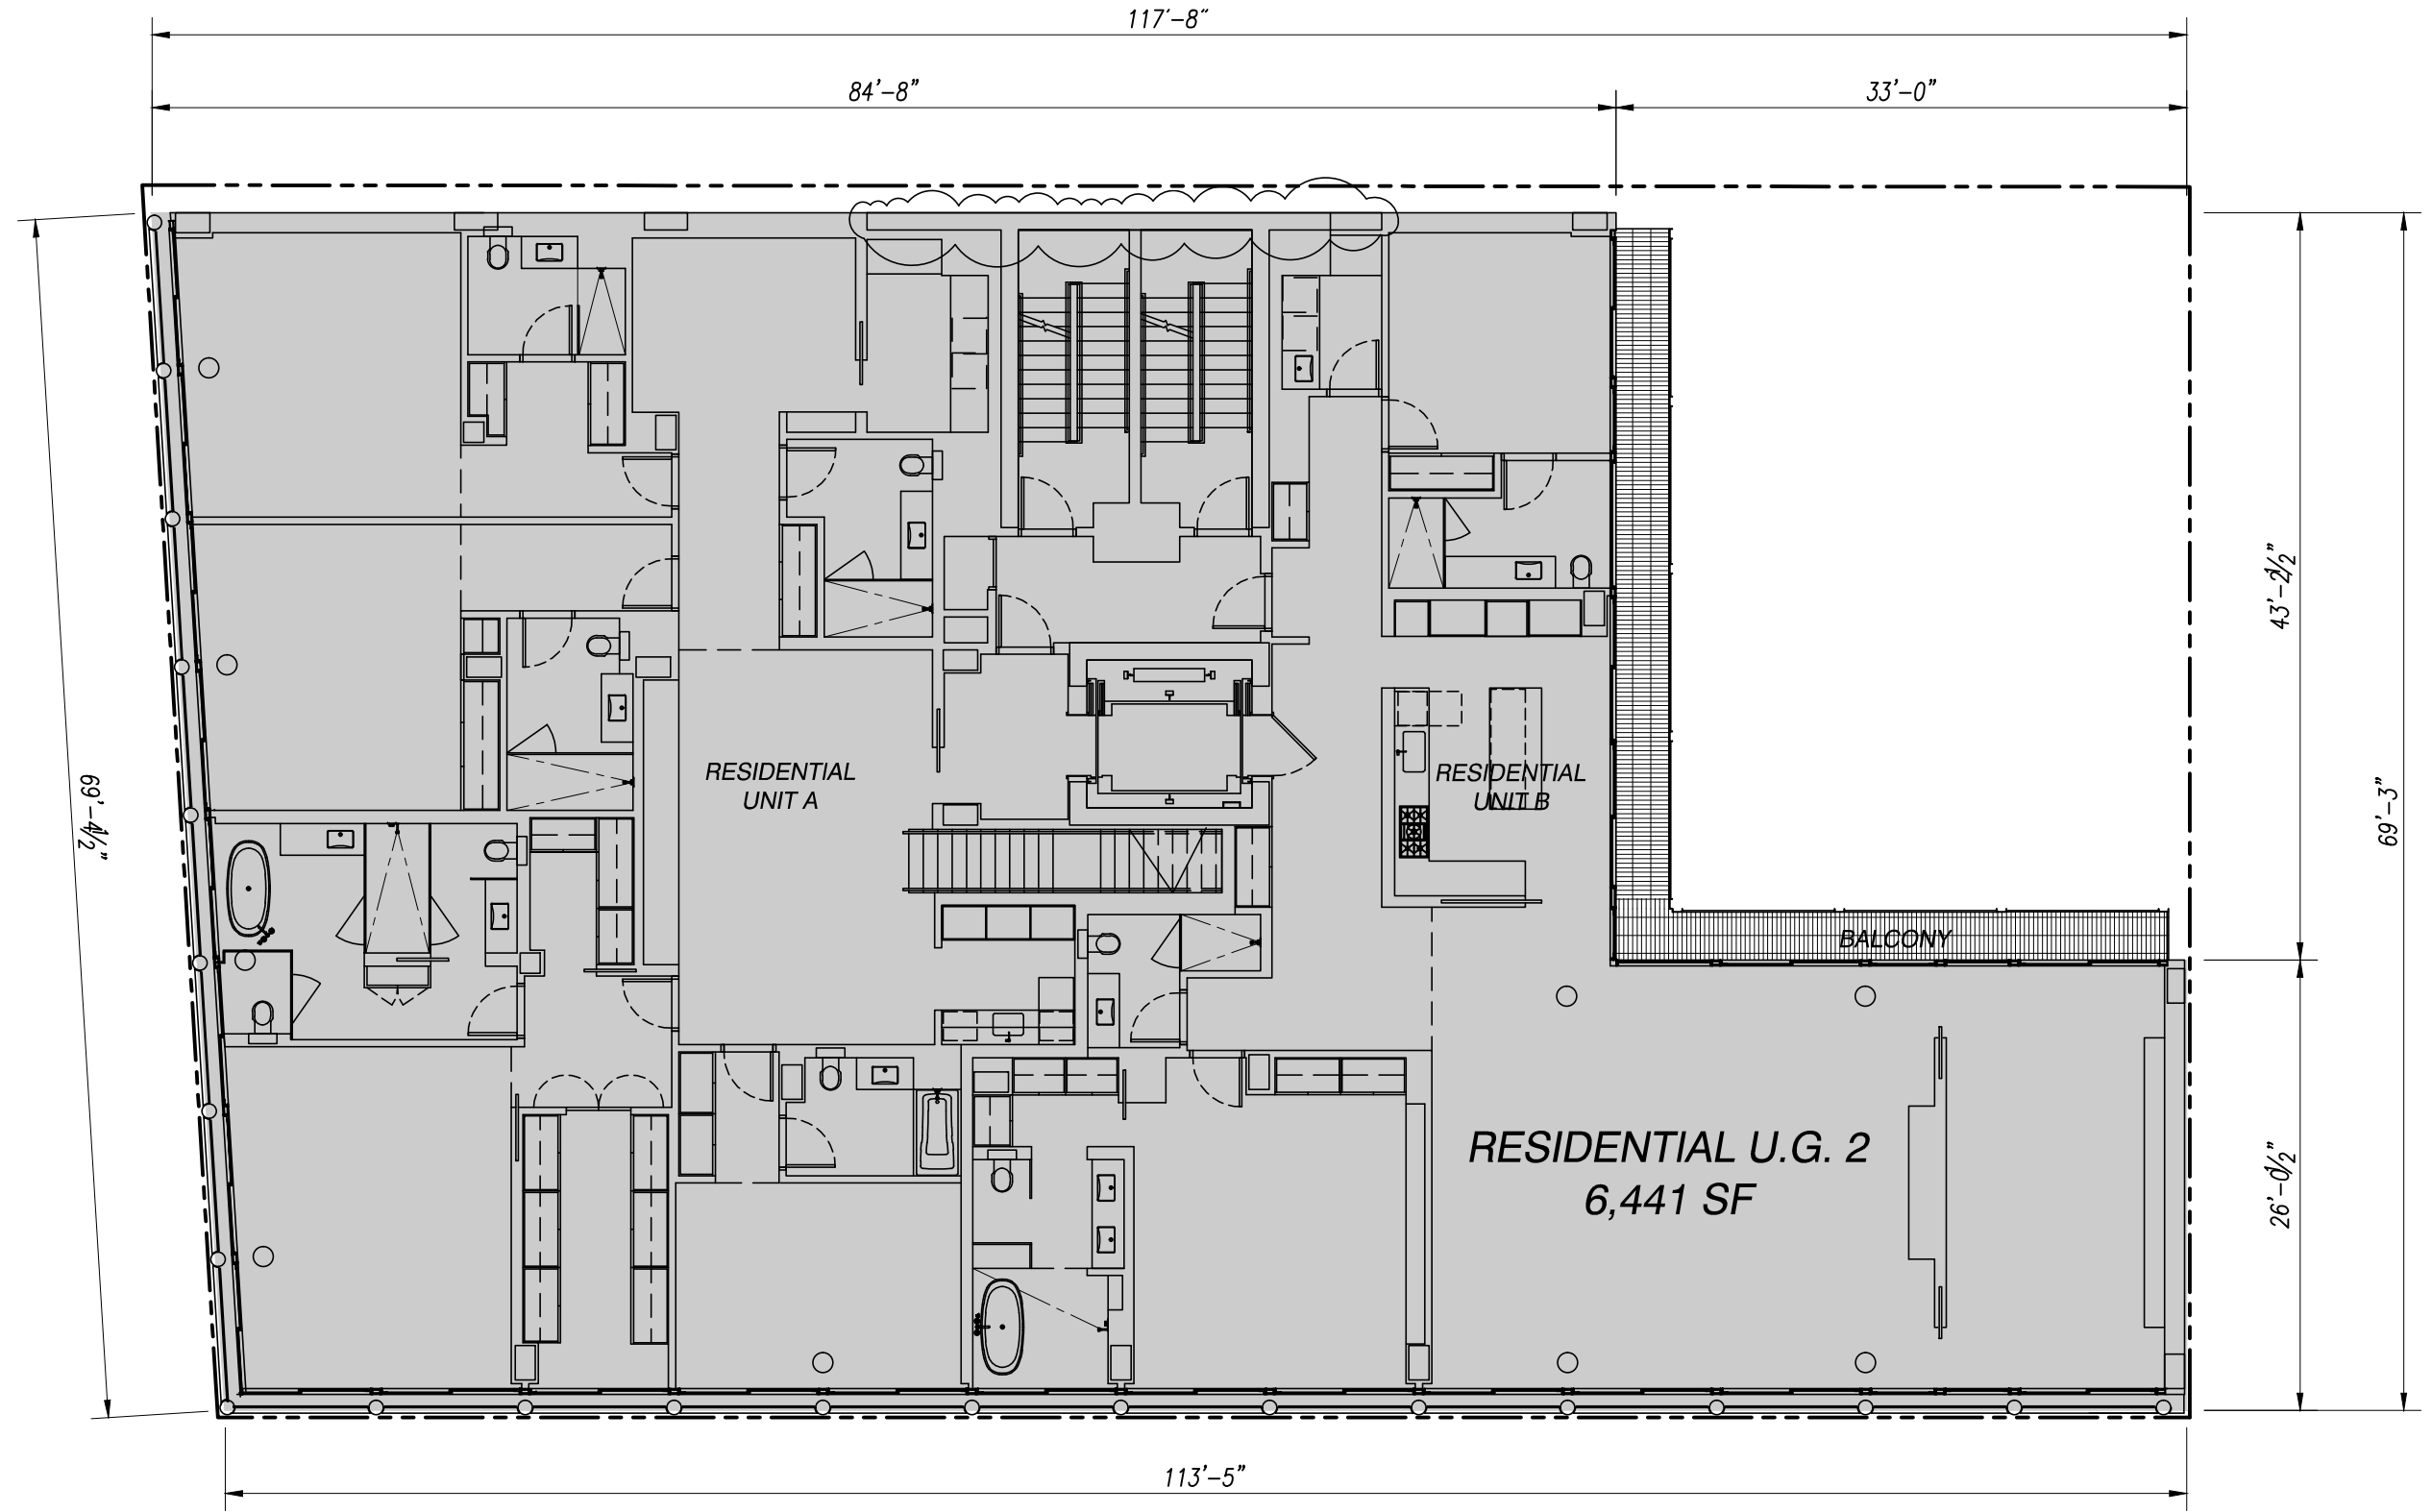 117'-8"
84'-8"
33'-0"
43'-2½"
69'-3"
69'-4½"
RESIDENTIAL
UNIT A
RESIDENTIAL
UNIT B
BALCONY
RESIDENTIAL U.G. 2
6,441 SF
26'-0½"
113'-5"